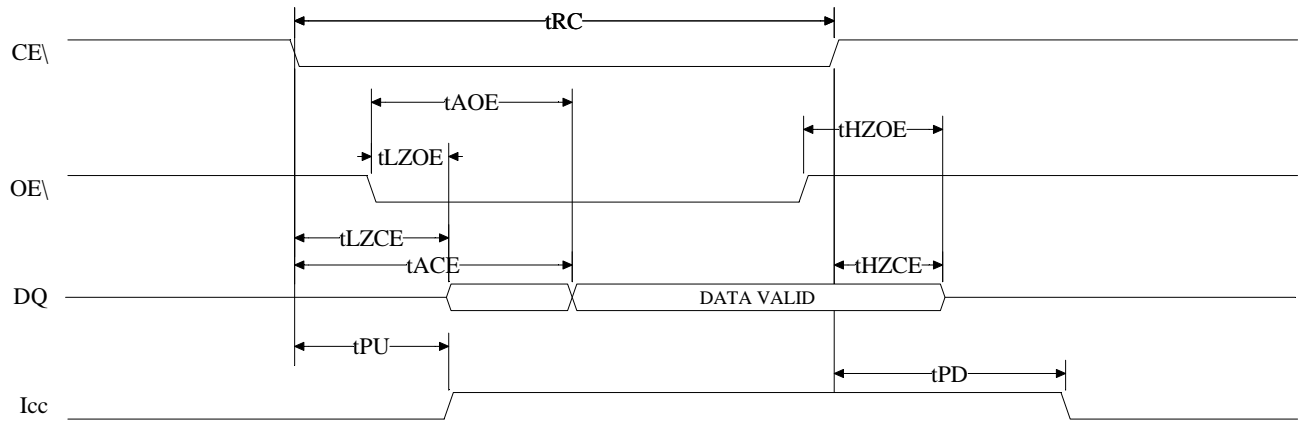 tRC
CE\
tAOE
tHZOE
tLZOE
OE\
tLZCE
tACE
tHZCE
DQ
DATA VALID
tPU
tPD
Icc